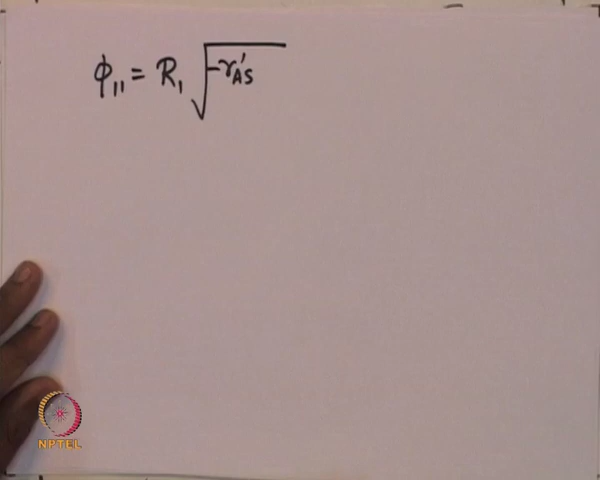 ϕ₁₁ = R₁ √(-r'AS)
NPTEL